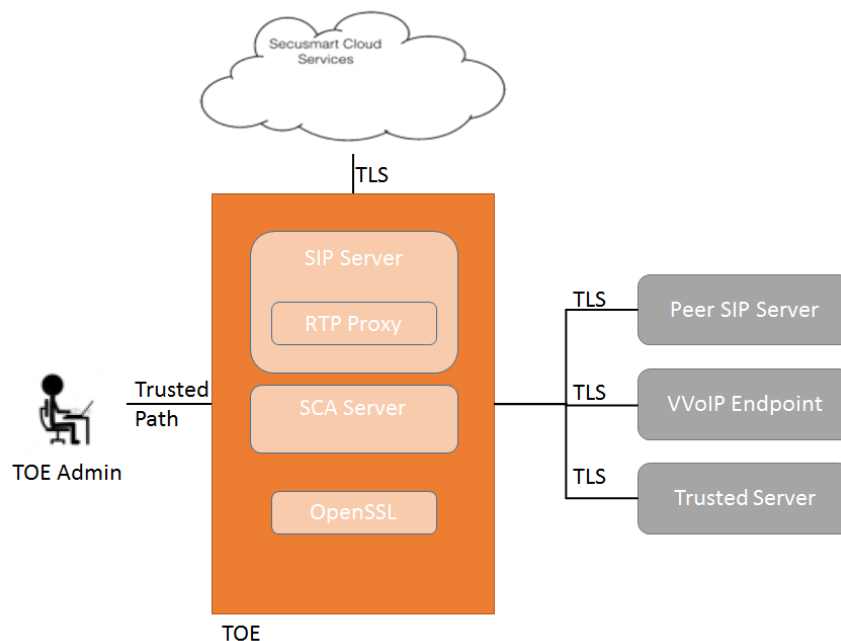 Secusmart Cloud
Services
TLS
SIP Server
RTP Proxy
SCA Server
OpenSSL
TOE
Trusted
Path
TOE Admin
TLS
Peer SIP Server
TLS
VVoIP Endpoint
TLS
Trusted Server